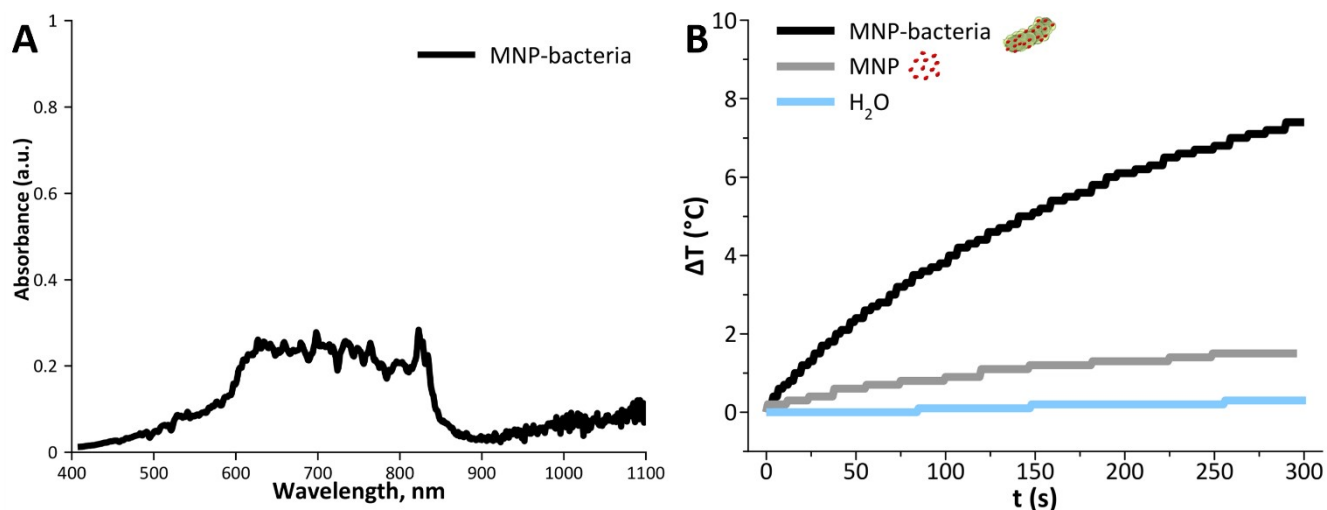 A
MNP-bacteria
Absorbance (a.u.)
1
0.8
0.6
0.4
0.2
0
400 500 600 700 800 900 1000 1100
Wavelength, nm
B
MNP-bacteria
MNP
H₂O
ΔT (°C)
10
8
6
4
2
0
0 50 100 150 200 250 300
t (s)